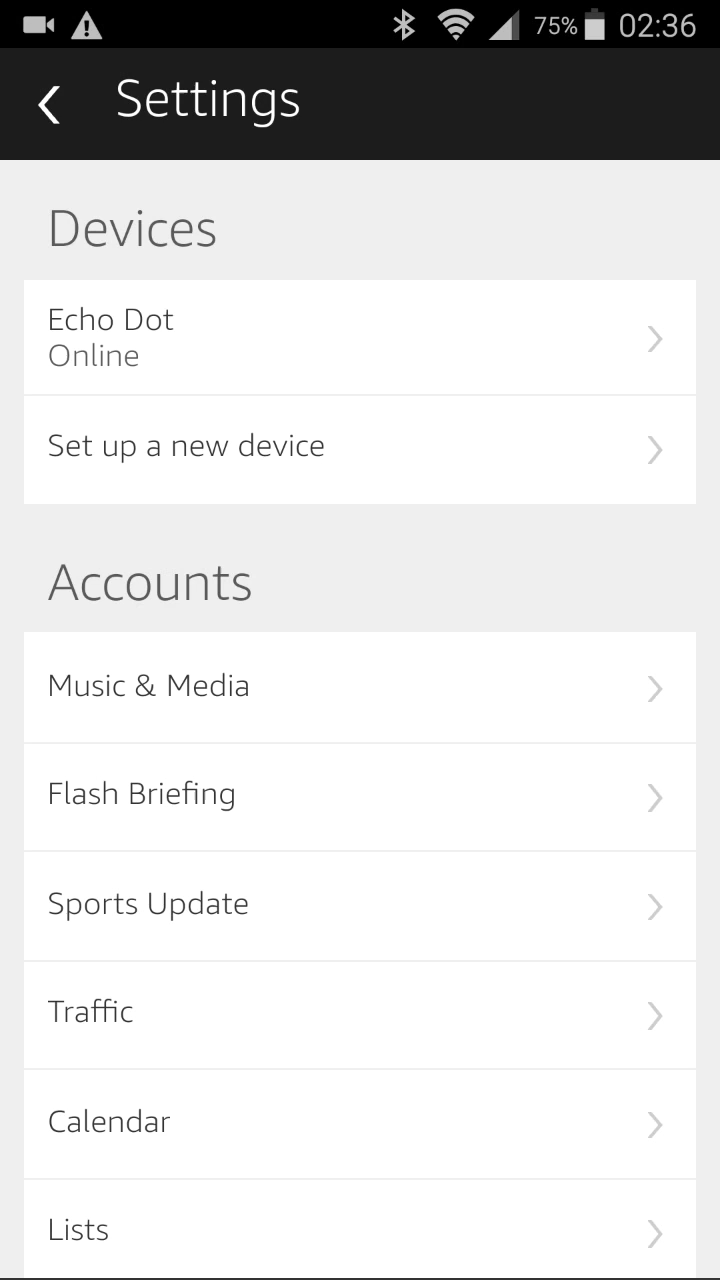 75% 02:36
Settings
Devices
Echo Dot
Online
Set up a new device
Accounts
Music & Media
Flash Briefing
Sports Update
Traffic
Calendar
Lists